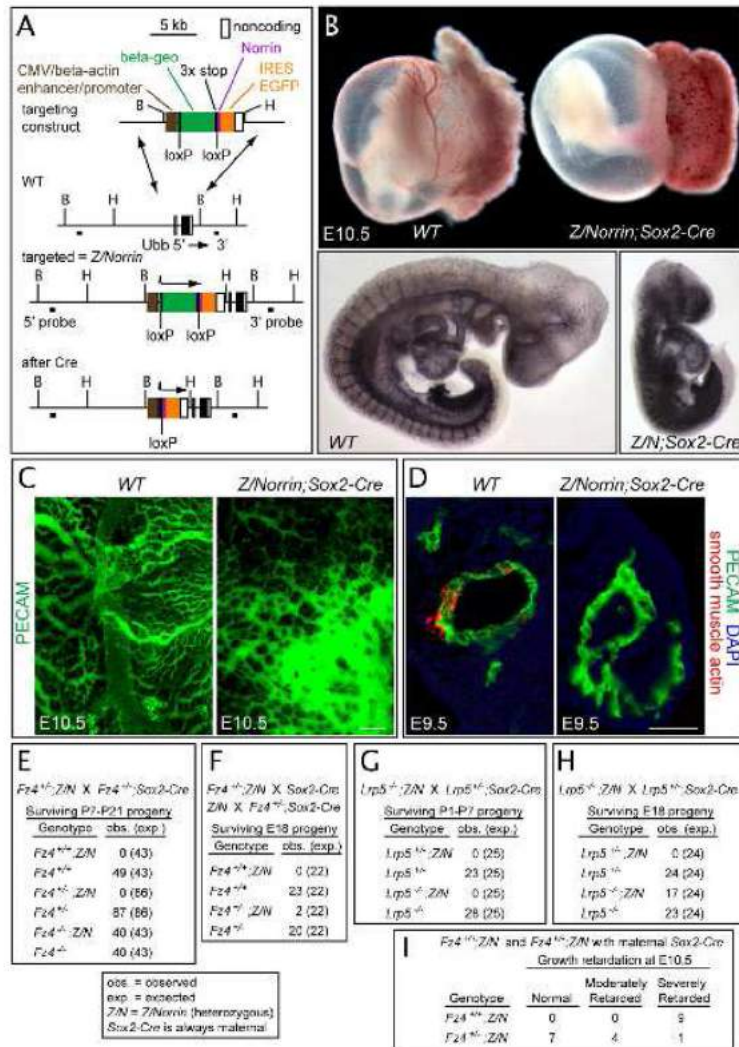 A
5 kb
noncoding
beta-geo
Norrin
3x stop
CMV/beta-actin
enhancer/promoter
IRES
EGFP
B
H
targeting
construct
loxP
loxP
WT
B
H
B
H
Ubb 5' → 3'
targeted = Z/Norrin
B
H
B
H
B
H
5' probe
loxP
loxP
3' probe
after Cre
B
H
B
H
B
H
loxP
B
E10.5
WT
Z/Norrin;Sox2-Cre
WT
Z/N;Sox2-Cre
C
WT
Z/Norrin;Sox2-Cre
PECAM
E10.5
E10.5
D
WT
Z/Norrin;Sox2-Cre
E9.5
E9.5
PECAM DAPI
smooth muscle actin
E
Fz4+/-;Z/N X Fz4+/-;Sox2-Cre
Surviving P7-P21 progeny
Genotype obs. (exp.)
Fz4+/+;Z/N 0 (43)
Fz4+/+ 49 (43)
Fz4+/-;Z/N 0 (86)
Fz4+/- 87 (86)
Fz4-/-;Z/N 40 (43)
Fz4-/- 40 (43)
F
Fz4+/-;Z/N X Sox2-Cre
Z/N X Fz4+/-;Sox2-Cre
Surviving E18 progeny
Genotype obs. (exp.)
Fz4+/+;Z/N 0 (22)
Fz4+/+ 23 (22)
Fz4+/-;Z/N 2 (22)
Fz4+/- 20 (22)
G
Lrp5-/-;Z/N X Lrp5+/-;Sox2-Cre
Surviving P1-P7 progeny
Genotype obs. (exp.)
;Z/N 0 (25)
23 (25)
Lrp5-/-;Z/N 0 (25)
Lrp5-/- 28 (25)
H
Lrp5-/-;Z/N X Lrp5+/-;Sox2-Cre
Surviving E18 progeny
Genotype obs. (exp.)
Lrp5+/-;Z/N 0 (24)
Lrp5+/- 24 (24)
Lrp5-/-;Z/N 17 (24)
Lrp5-/- 23 (24)
I
Fz4+/+;Z/N and Fz4+/-;Z/N with maternal Sox2-Cre
Growth retardation at E10.5
Genotype Normal Moderately Retarded Severely Retarded
Fz4+/+;Z/N 0 0 9
Fz4+/-;Z/N 7 4 1
obs. = observed
exp. = expected
Z/N = Z/Norrin (heterozygous)
Sox2-Cre is always maternal